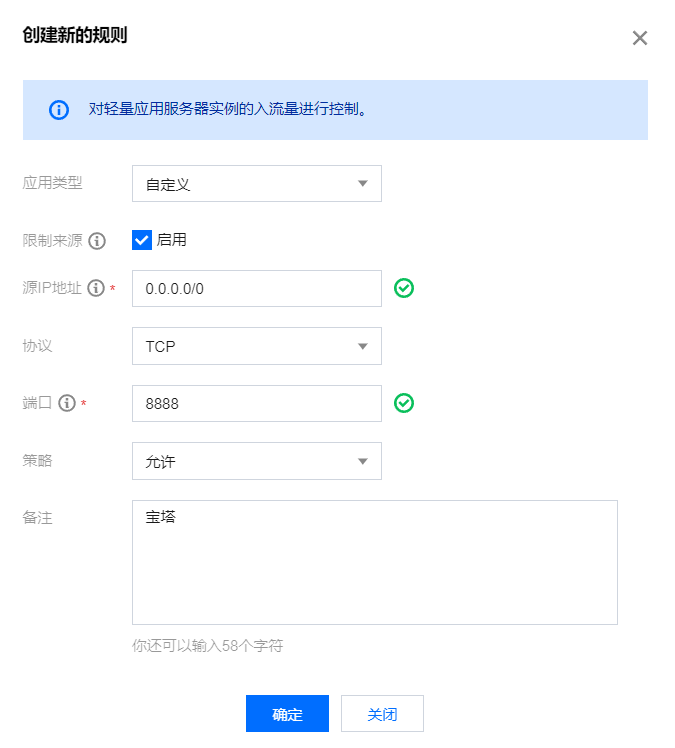 创建新的规则
对轻量应用服务器实例的入流量进行控制。
应用类型 自定义
限制来源 启用
源IP地址 * 0.0.0.0/0
协议 TCP
端口 * 8888
策略 允许
备注 宝塔
你还可以输入58个字符
确定 关闭